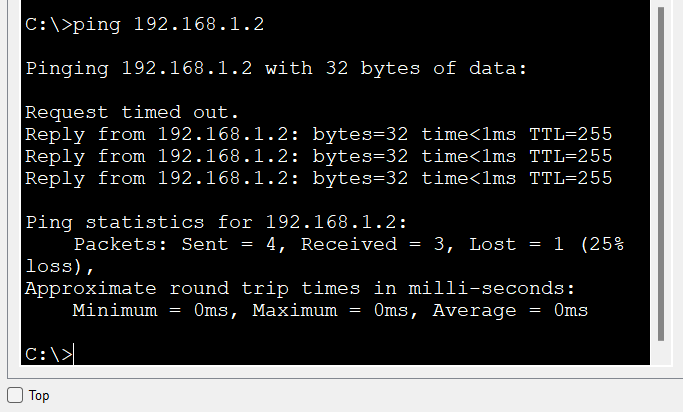 C:\>ping 192.168.1.2
Pinging 192.168.1.2 with 32 bytes of data:
Request timed out.
Reply from 192.168.1.2: bytes=32 time<1ms TTL=255
Reply from 192.168.1.2: bytes=32 time<1ms TTL=255
Reply from 192.168.1.2: bytes=32 time<1ms TTL=255
Ping statistics for 192.168.1.2:
    Packets: Sent = 4, Received = 3, Lost = 1 (25%
loss),
Approximate round trip times in milli-seconds:
    Minimum = 0ms, Maximum = 0ms, Average = 0ms
C:\>
Top